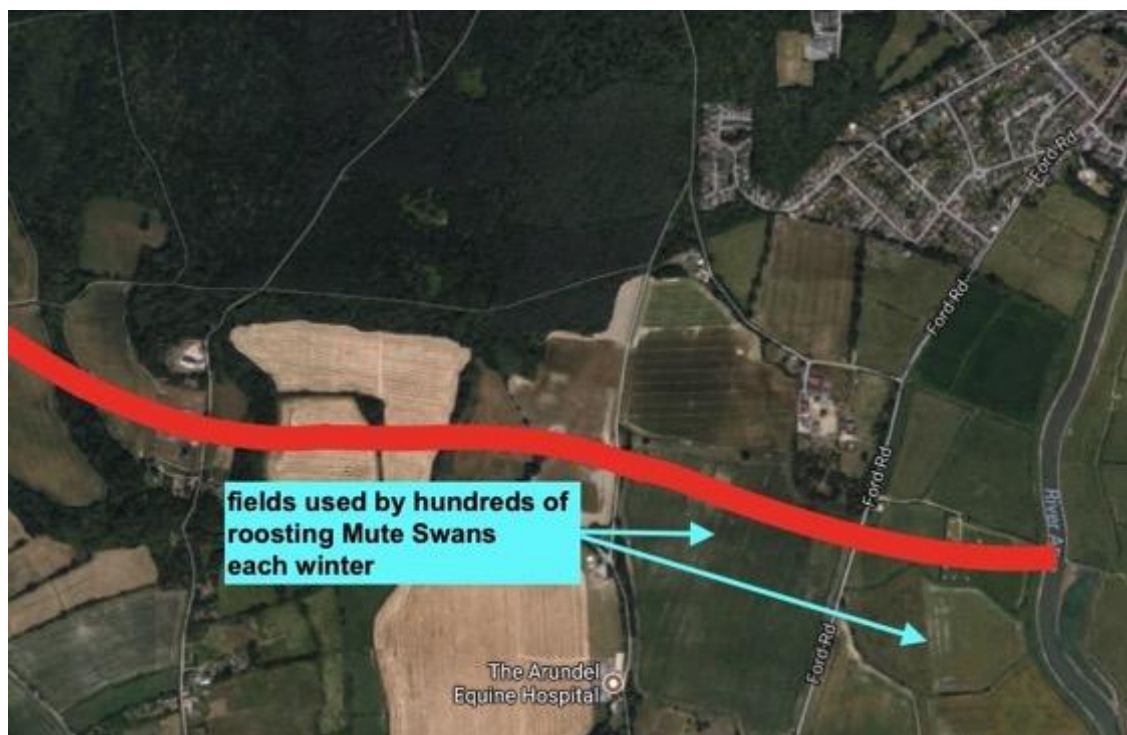 Ford Rd
Ford Rd
fields used by hundreds of
roosting Mute Swans
each winter
Ford Rd
River Ar
Ford Rd
The Arundel
Equine Hospital